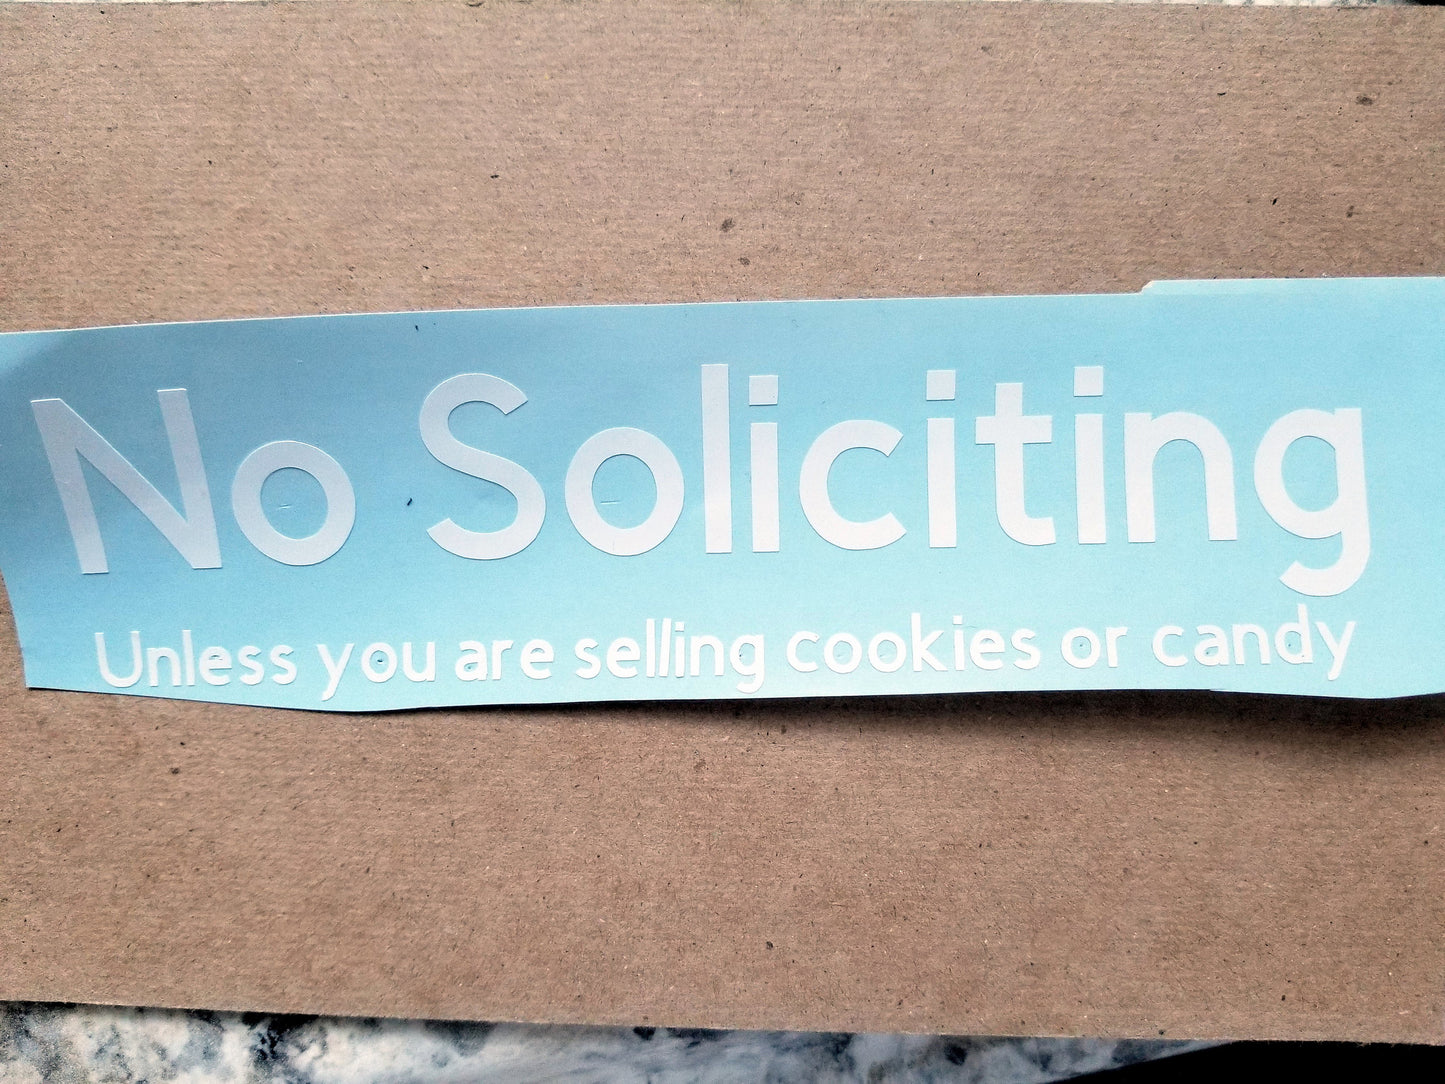 No Soliciting
Unless you are selling cookies or candy